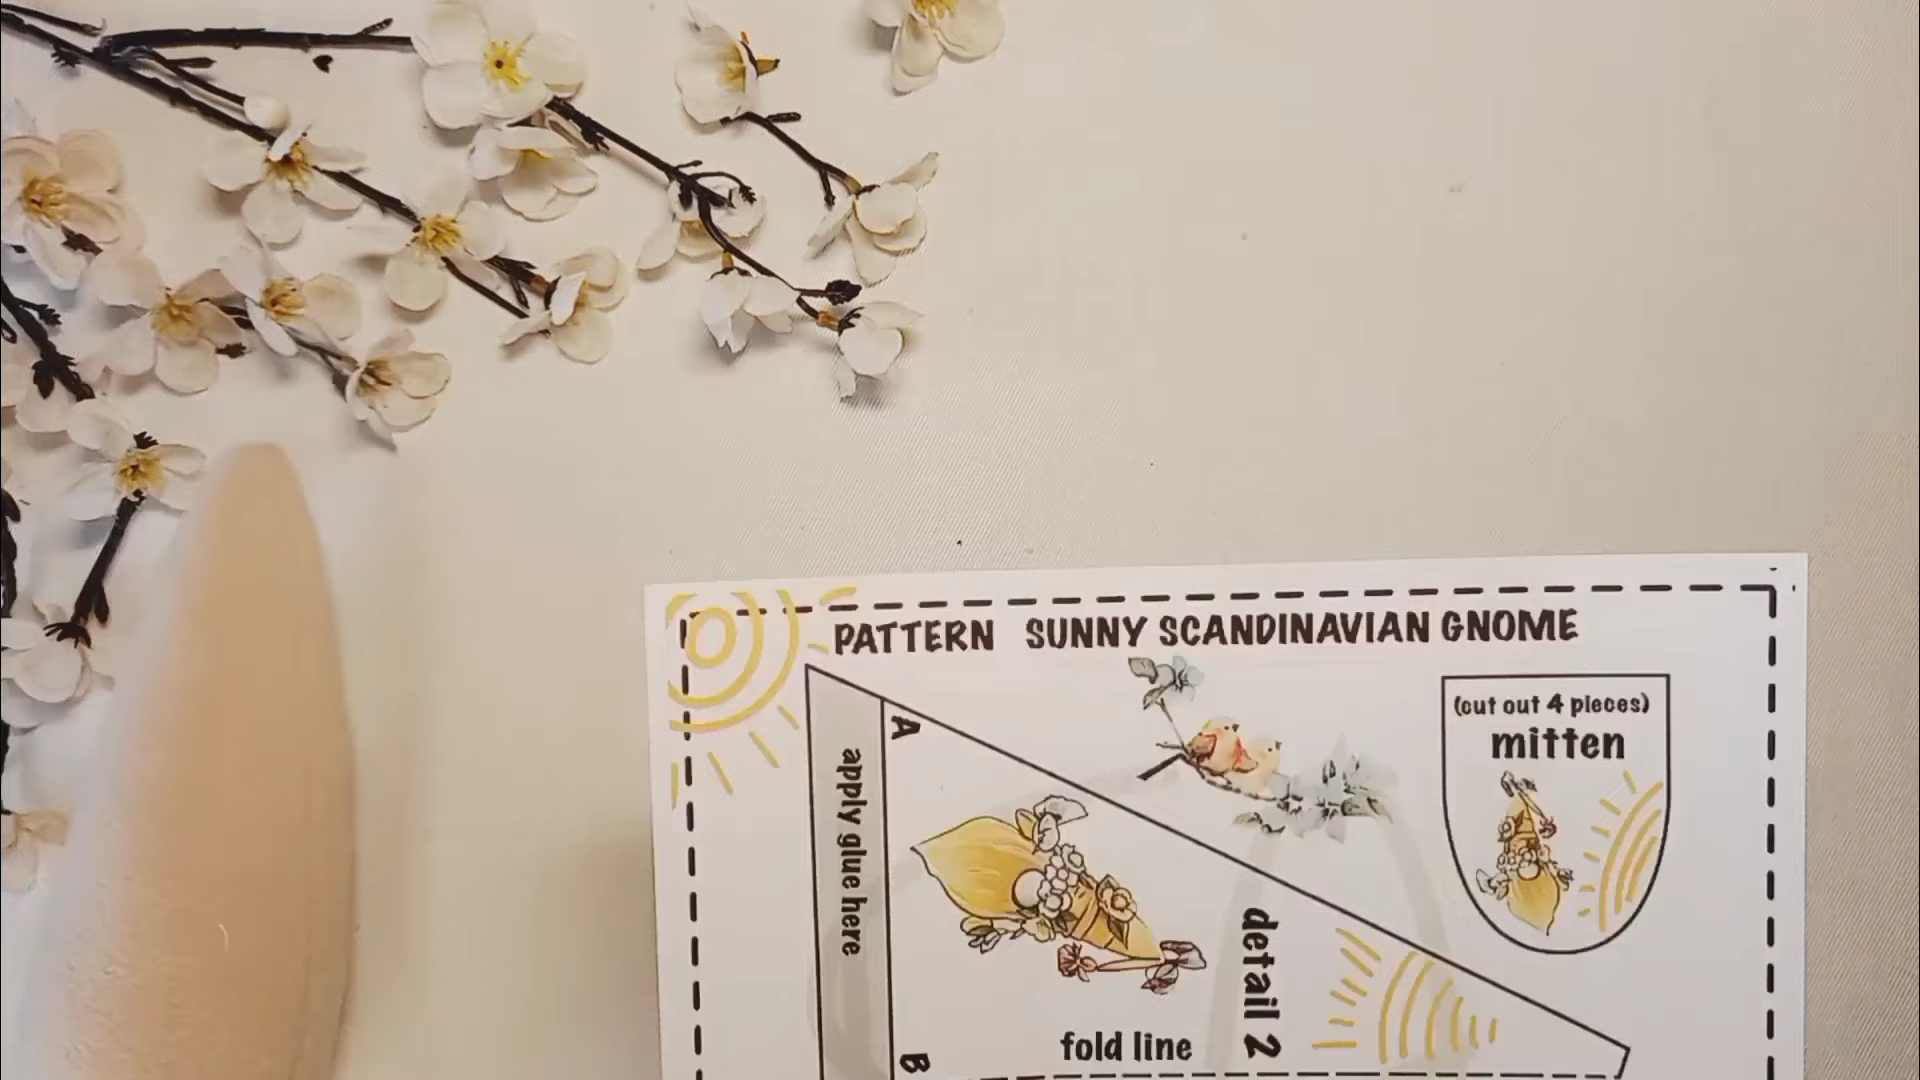 PATTERN SUNNY SCANDINAVIAN GNOME
(cut out 4 pieces)
mitten
A
apply glue here
detail 2
fold line
B